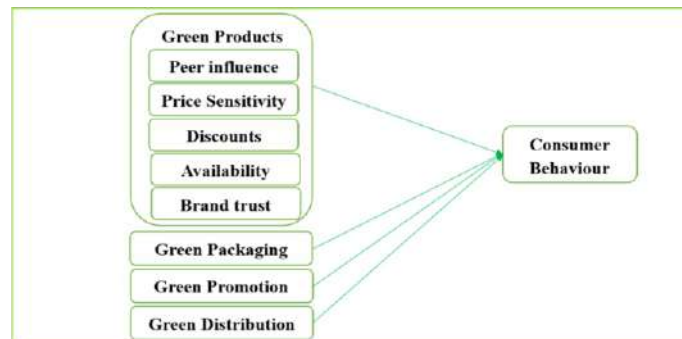 Green Products
Peer influence
Price Sensitivity
Discounts
Availability
Brand trust
Green Packaging
Green Promotion
Green Distribution
Consumer
Behaviour